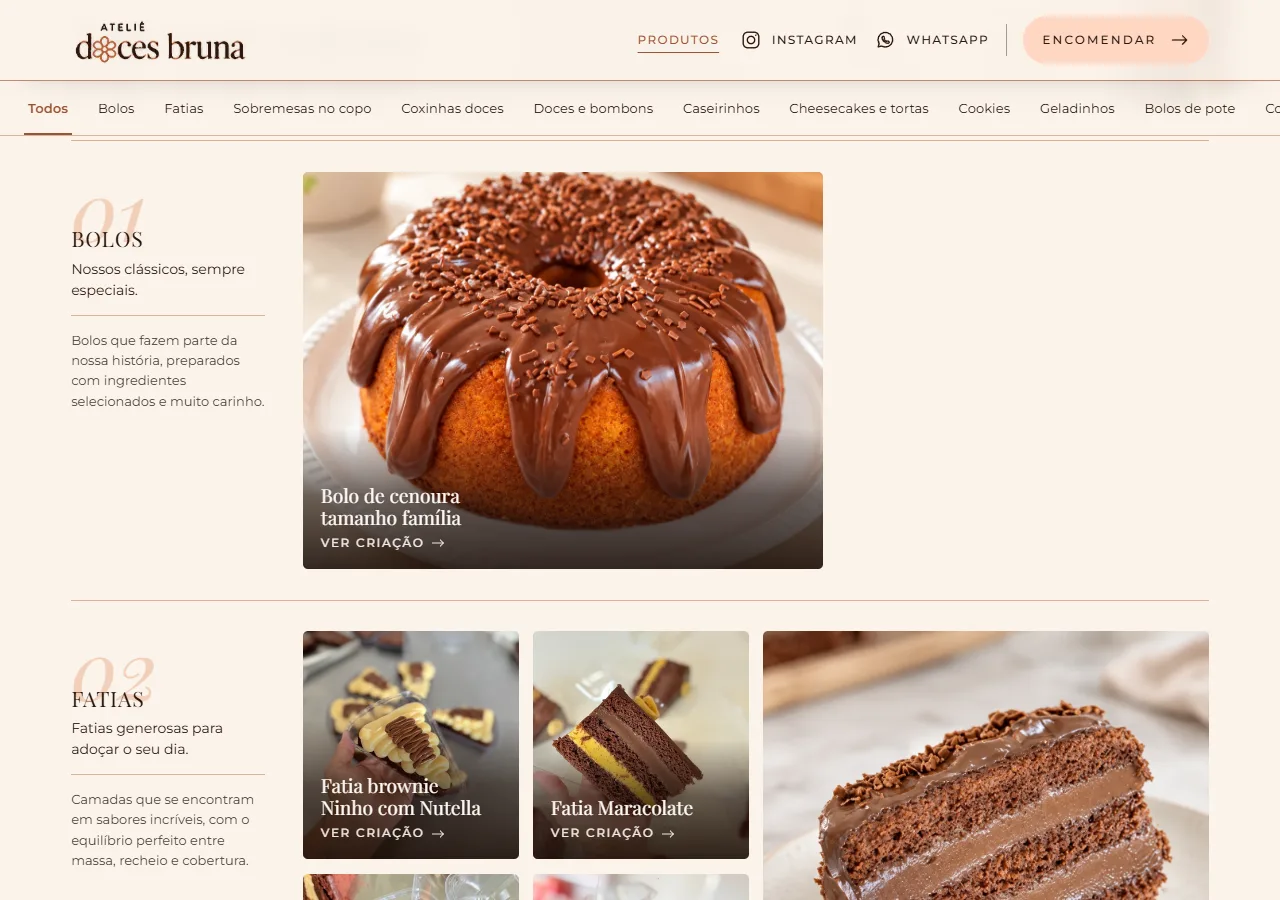 ATELIÊ
doces bruna
PRODUTOS
INSTAGRAM
WHATSAPP
ENCOMENDAR
Todos
Bolos
Fatias
Sobremesas no copo
Coxinhas doces
Doces e bombons
Caseirinhos
Cheesecakes e tortas
Cookies
Geladinhos
Bolos de pote
Co
01
BOLOS
Nossos clássicos, sempre
especiais.
Bolos que fazem parte da
nossa história, preparados
com ingredientes
selecionados e muito carinho.
Bolo de cenoura
tamanho família
VER CRIAÇÃO
02
FATIAS
Fatias generosas para
adoçar o seu dia.
Camadas que se encontram
em sabores incríveis, com o
equilíbrio perfeito entre
massa, recheio e cobertura.
Fatia brownie
Ninho com Nutella
VER CRIAÇÃO
Fatia Maracolate
VER CRIAÇÃO